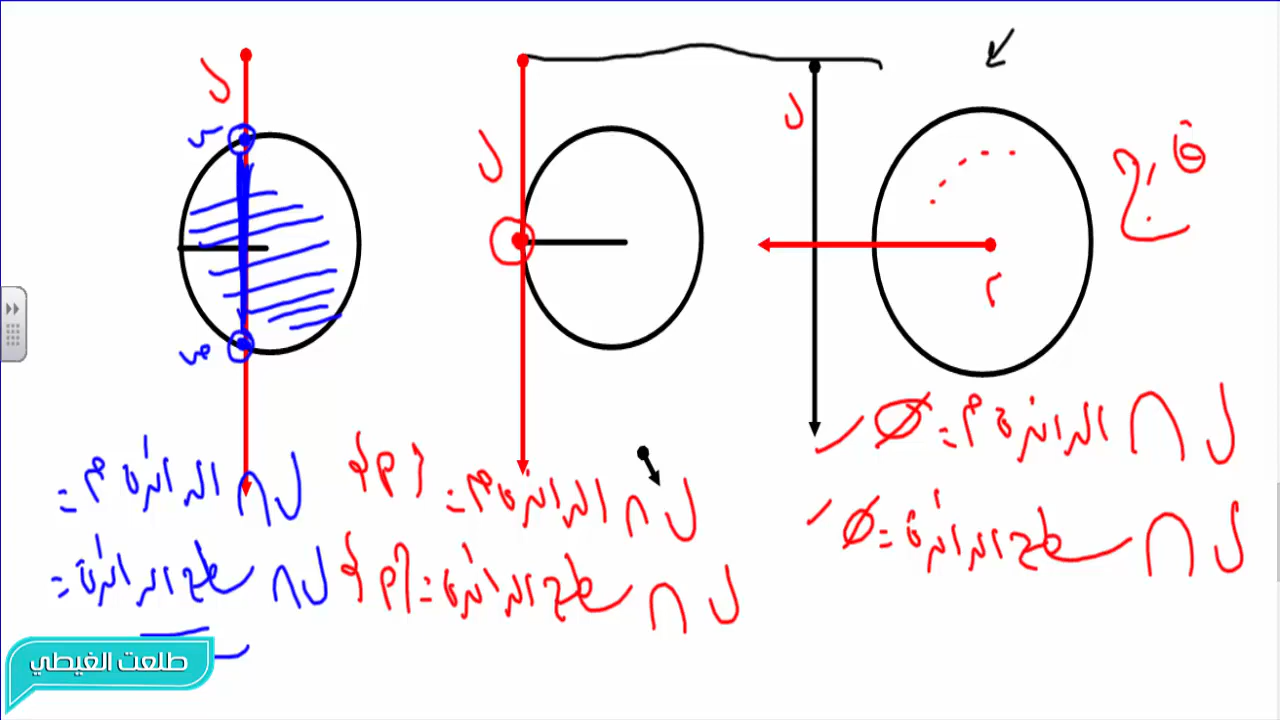 ل
ل
ل
م
ل ∩ الدائرة م = ∅
ل ∩ سطح الدائرة = ∅
ل ∩ الدائرة م = {م}
ل ∩ سطح الدائرة = {م}
ل ∩ الدائرة م =
ل ∩ سطح الدائرة =
طلعت الغيطي